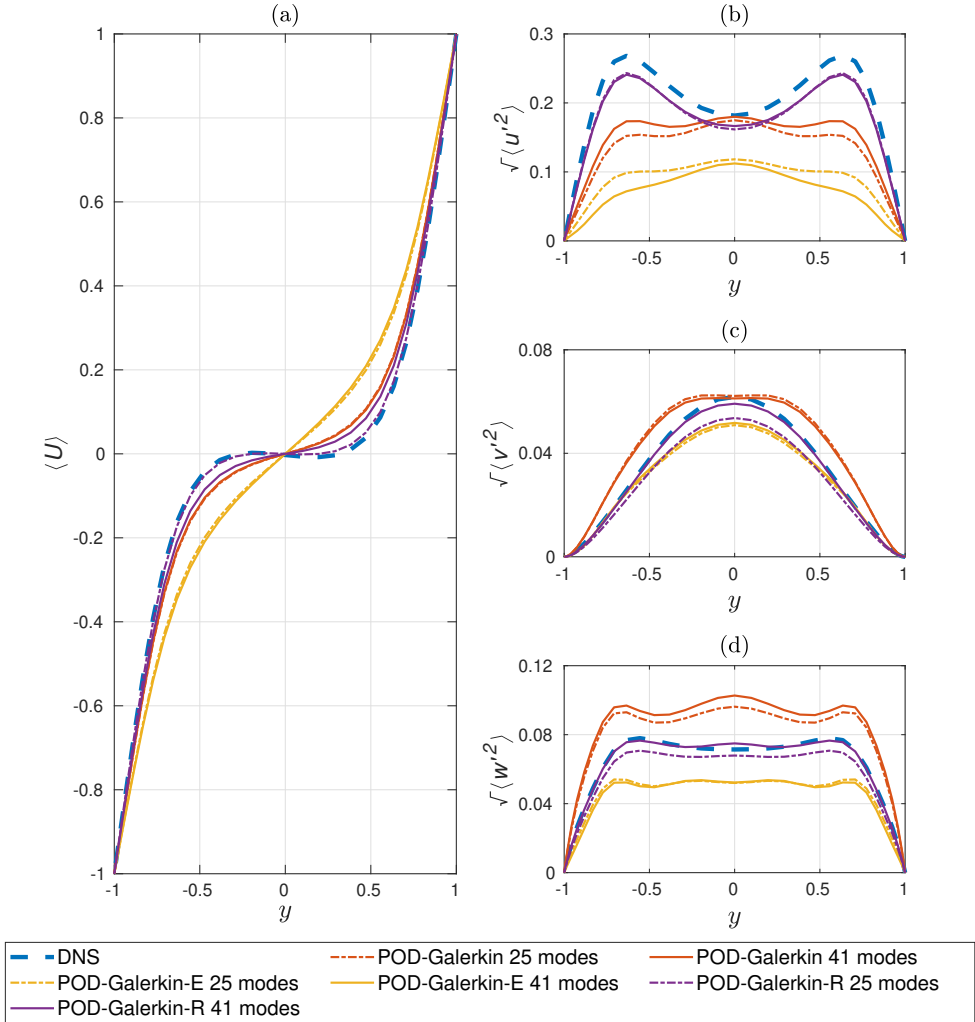 (a)
1
0.8
0.6
0.4
0.2
0
-0.2
-0.4
-0.6
-0.8
-1
⟨U⟩
-1 -0.5 0 0.5 1
y
(b)
0.3
0.2
0.1
0
√⟨u'²⟩
-1 -0.5 0 0.5 1
y
(c)
0.08
0.04
0
√⟨v'²⟩
-1 -0.5 0 0.5 1
y
(d)
0.12
0.08
0.04
0
√⟨w'²⟩
-1 -0.5 0 0.5 1
y
DNS POD-Galerkin 25 modes POD-Galerkin 41 modes
POD-Galerkin-E 25 modes POD-Galerkin-E 41 modes POD-Galerkin-R 25 modes
POD-Galerkin-R 41 modes